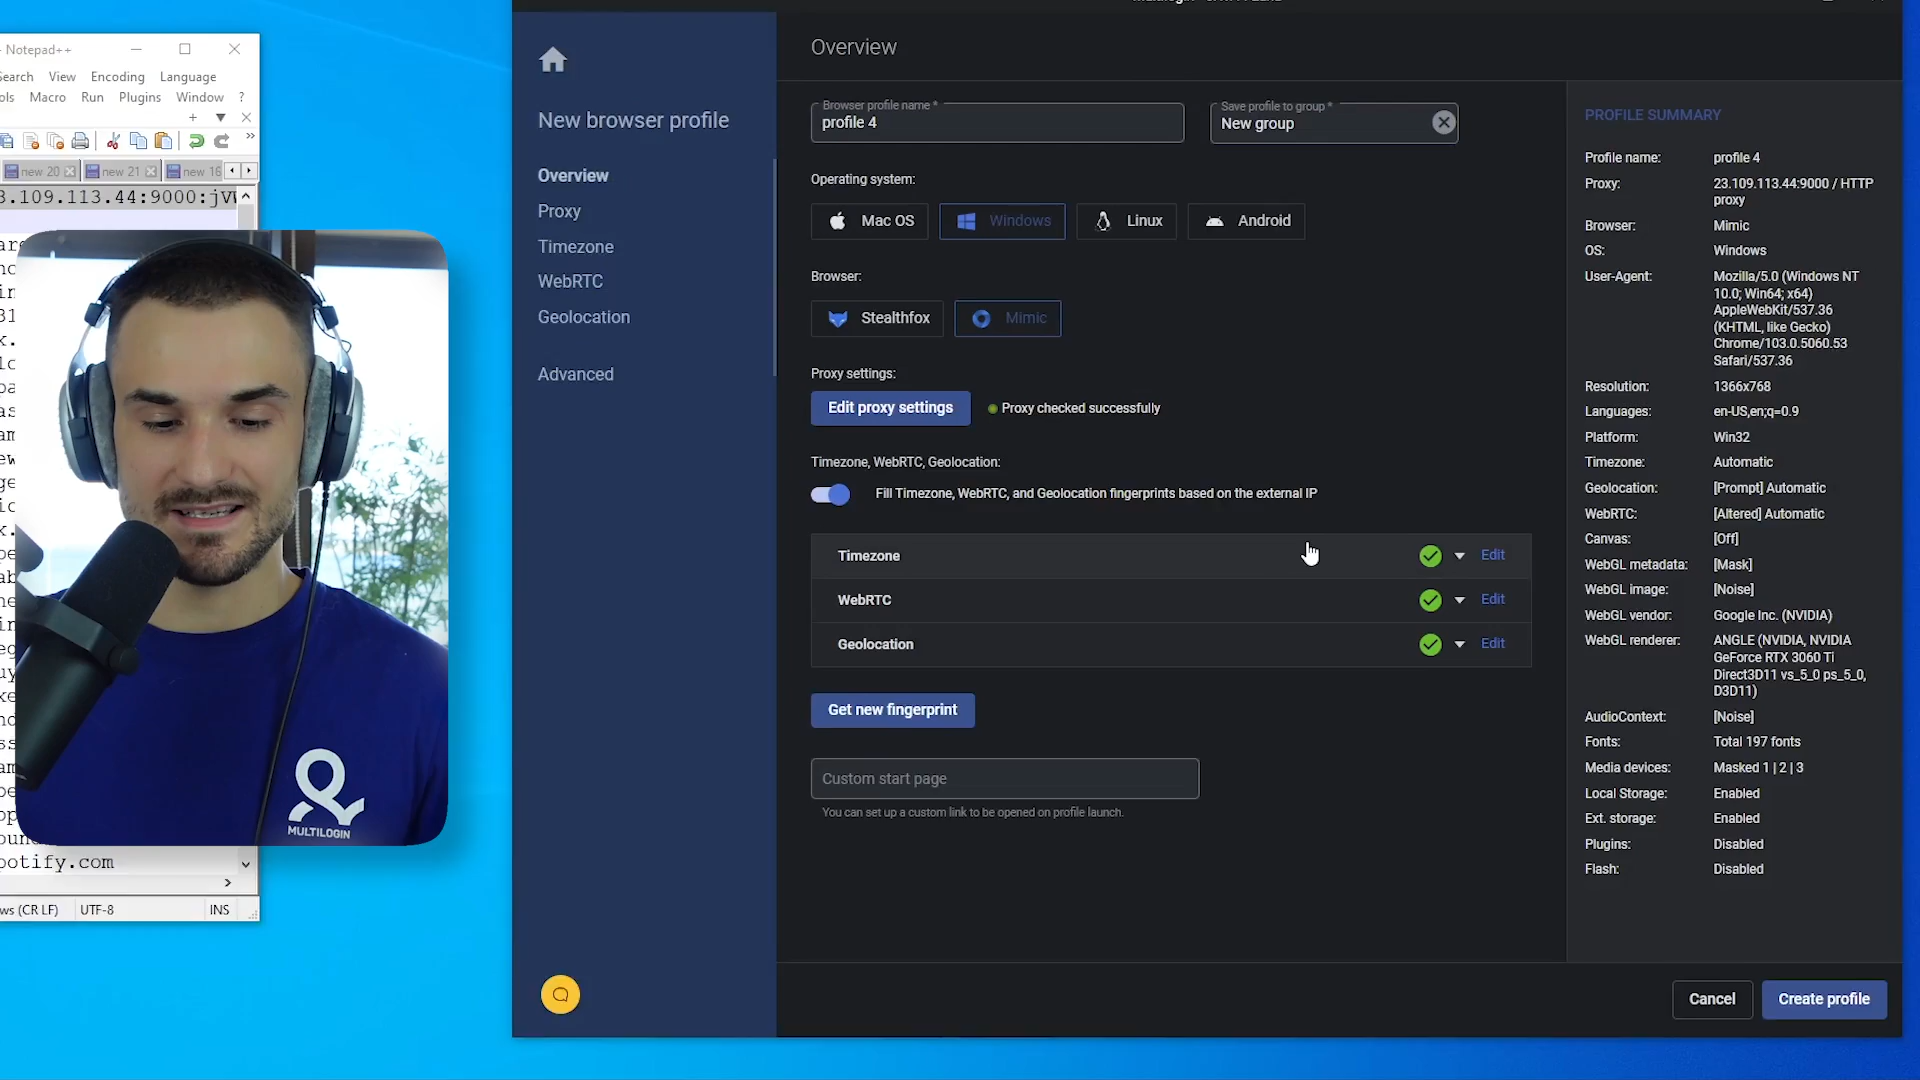 - Notepad++
Search View Encoding Language
Macro Run Plugins Window ?
new 20
new 21
new 16
3.109.113.44:9000:jV
potify.com
UTF-8
INS
MULTILOGIN
New browser profile
Overview
Proxy
Timezone
WebRTC
Geolocation
Advanced
Overview
Browser profile name *
profile 4
Save profile to group *
New group
Operating system:
Mac OS
Windows
Linux
Android
Browser:
Stealthfox
Mimic
Proxy settings:
Edit proxy settings
Proxy checked successfully
Timezone, WebRTC, Geolocation:
Fill Timezone, WebRTC, and Geolocation fingerprints based on the external IP
Timezone
Edit
WebRTC
Edit
Geolocation
Edit
Get new fingerprint
Custom start page
You can set up a custom link to be opened on profile launch.
PROFILE SUMMARY
Profile name: profile 4
Proxy: 23.109.113.44:9000 / HTTP
proxy
Browser: Mimic
OS: Windows
User-Agent: Mozilla/5.0 (Windows NT
10.0; Win64; x64)
AppleWebKit/537.36
(KHTML, like Gecko)
Chrome/103.0.5060.53
Safari/537.36
Resolution: 1366x768
Languages: en-US,en;q=0.9
Platform: Win32
Timezone: Automatic
Geolocation: [Prompt] Automatic
WebRTC: [Altered] Automatic
Canvas: [Off]
WebGL metadata: [Mask]
WebGL image: [Noise]
WebGL vendor: Google Inc. (NVIDIA)
WebGL renderer: ANGLE (NVIDIA, NVIDIA
GeForce RTX 3060 Ti
Direct3D11 vs_5_0 ps_5_0,
D3D11)
AudioContext: [Noise]
Fonts: Total 197 fonts
Media devices: Masked 1 | 2 | 3
Local Storage: Enabled
Ext. storage: Enabled
Plugins: Disabled
Flash: Disabled
Cancel
Create profile